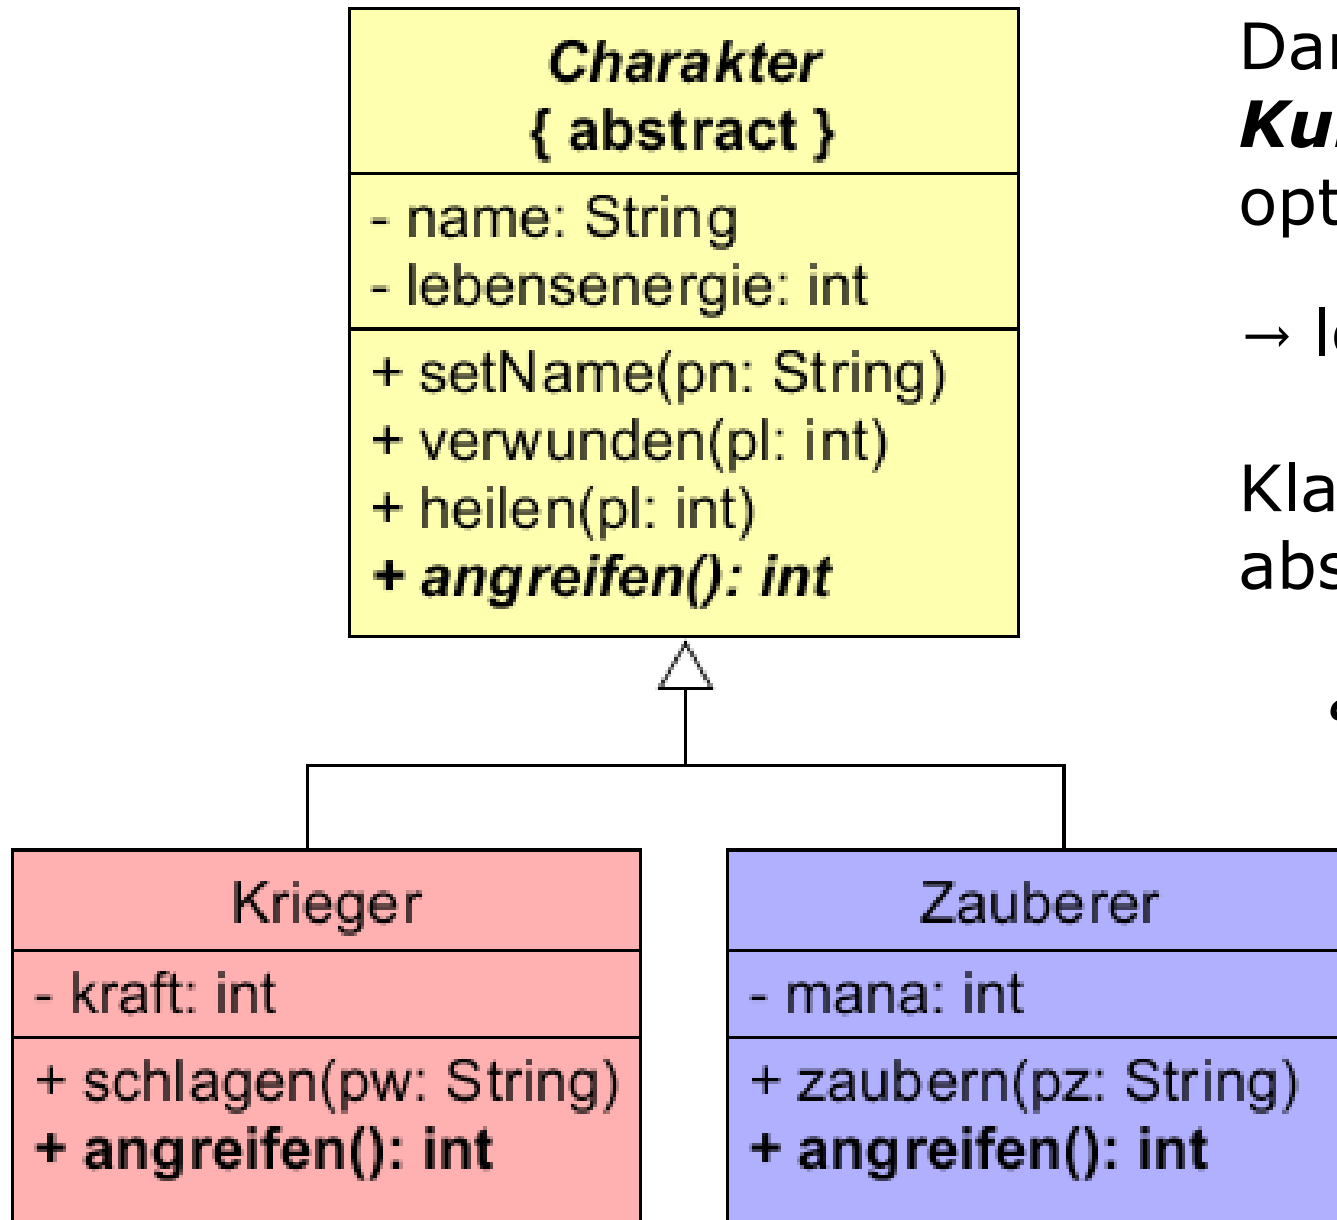 Charakter
{ abstract }
- name: String
- lebensenergie: int
+ setName(pn: String)
+ verwunden(pl: int)
+ heilen(pl: int)
+ angreifen(): int
Krieger
- kraft: int
+ schlagen(pw: String)
+ angreifen(): int
Zauberer
- mana: int
+ zaubern(pz: String)
+ angreifen(): int
→